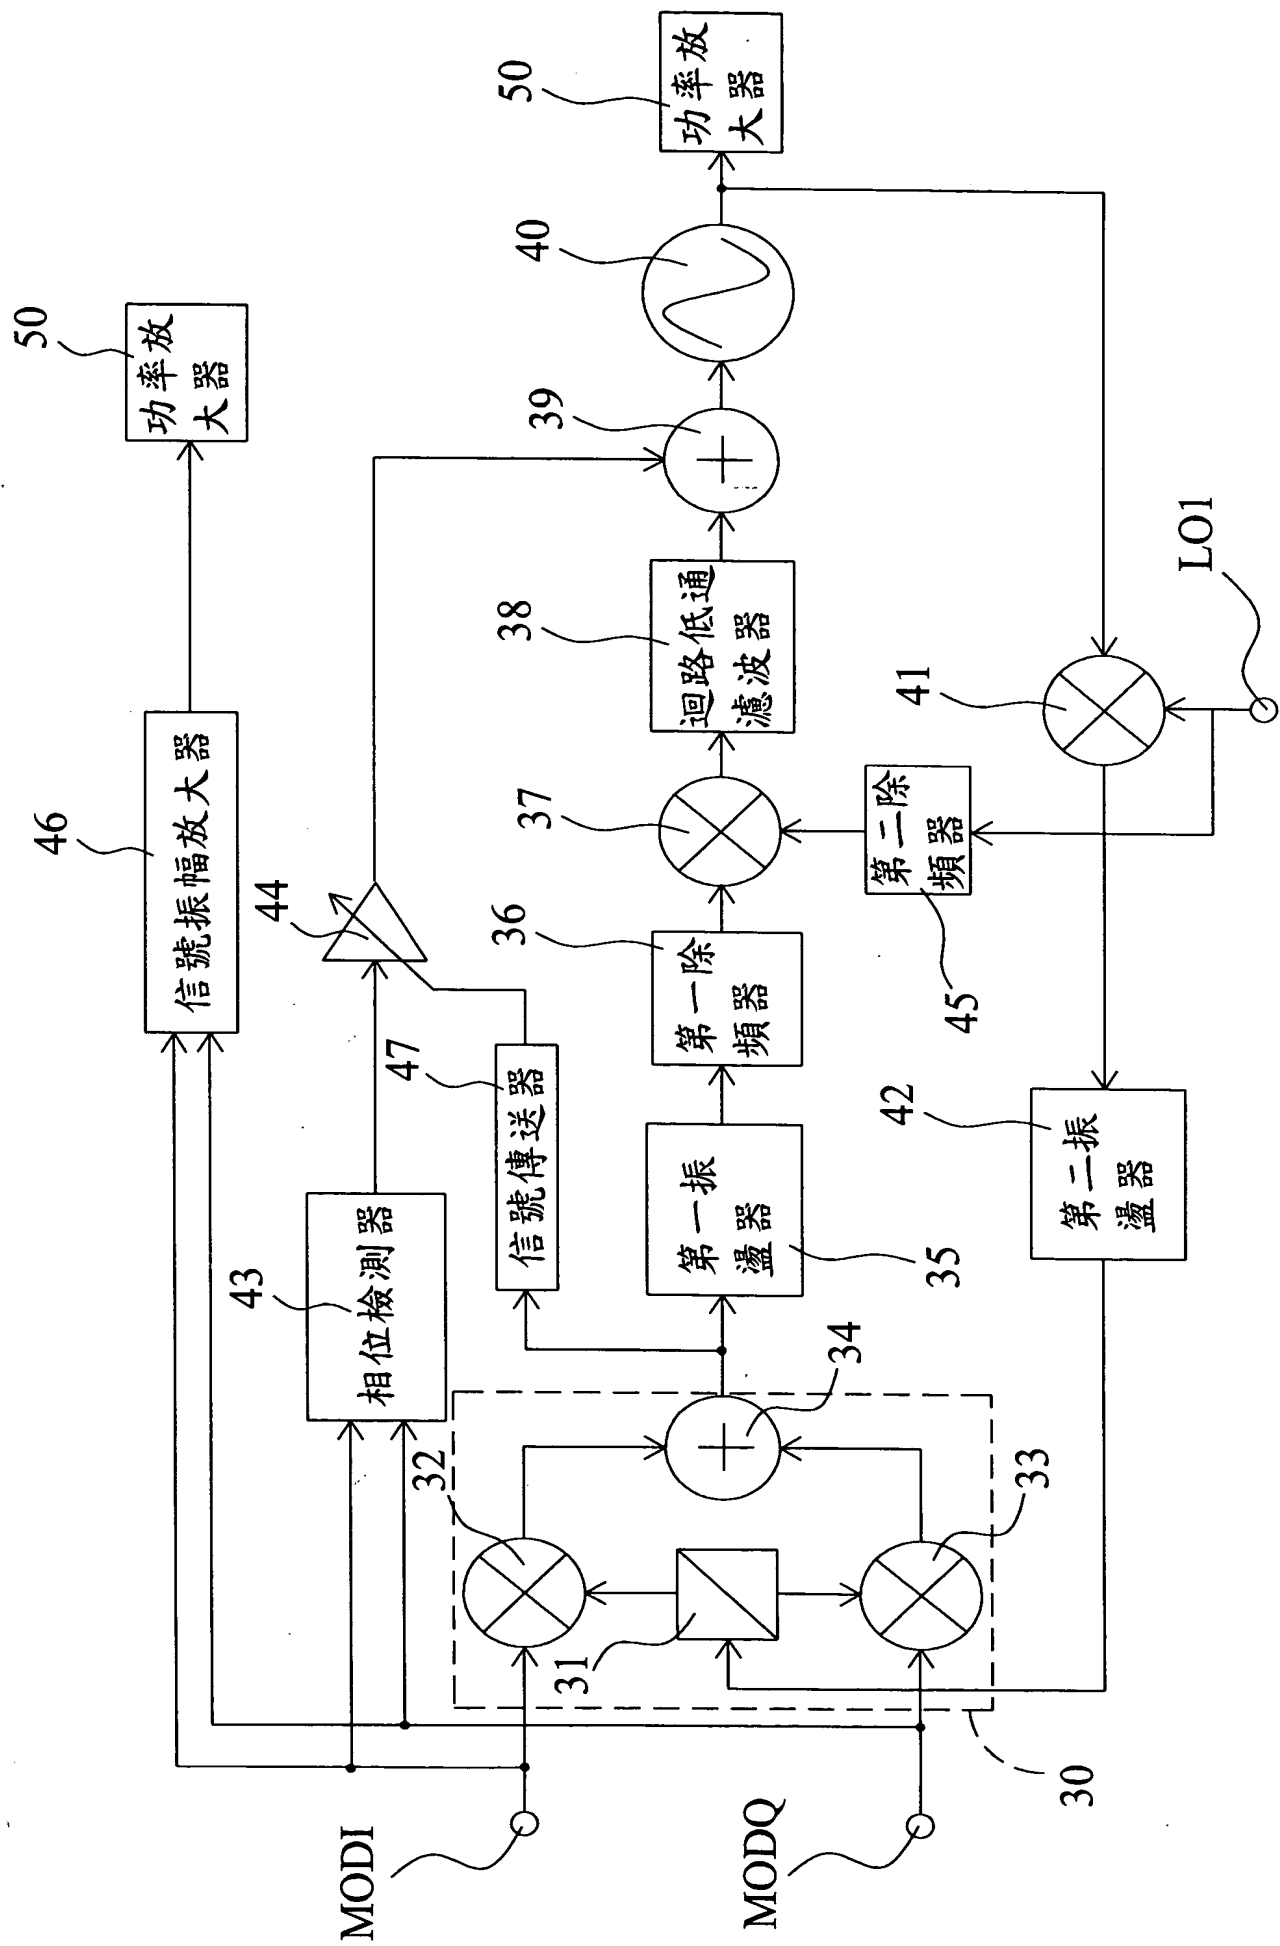 50
功率放
大器
46
信號振幅放大器
44
43
相位檢測器
47
信號傳送器
50
功率放
大器
40
39
38
迴路低通
濾波器
37
36
第一除
頻器
35
第一振
盪器
34
32
31
33
30
45
第二除
頻器
41
LO1
42
第二振
盪器
MODI
MODQ